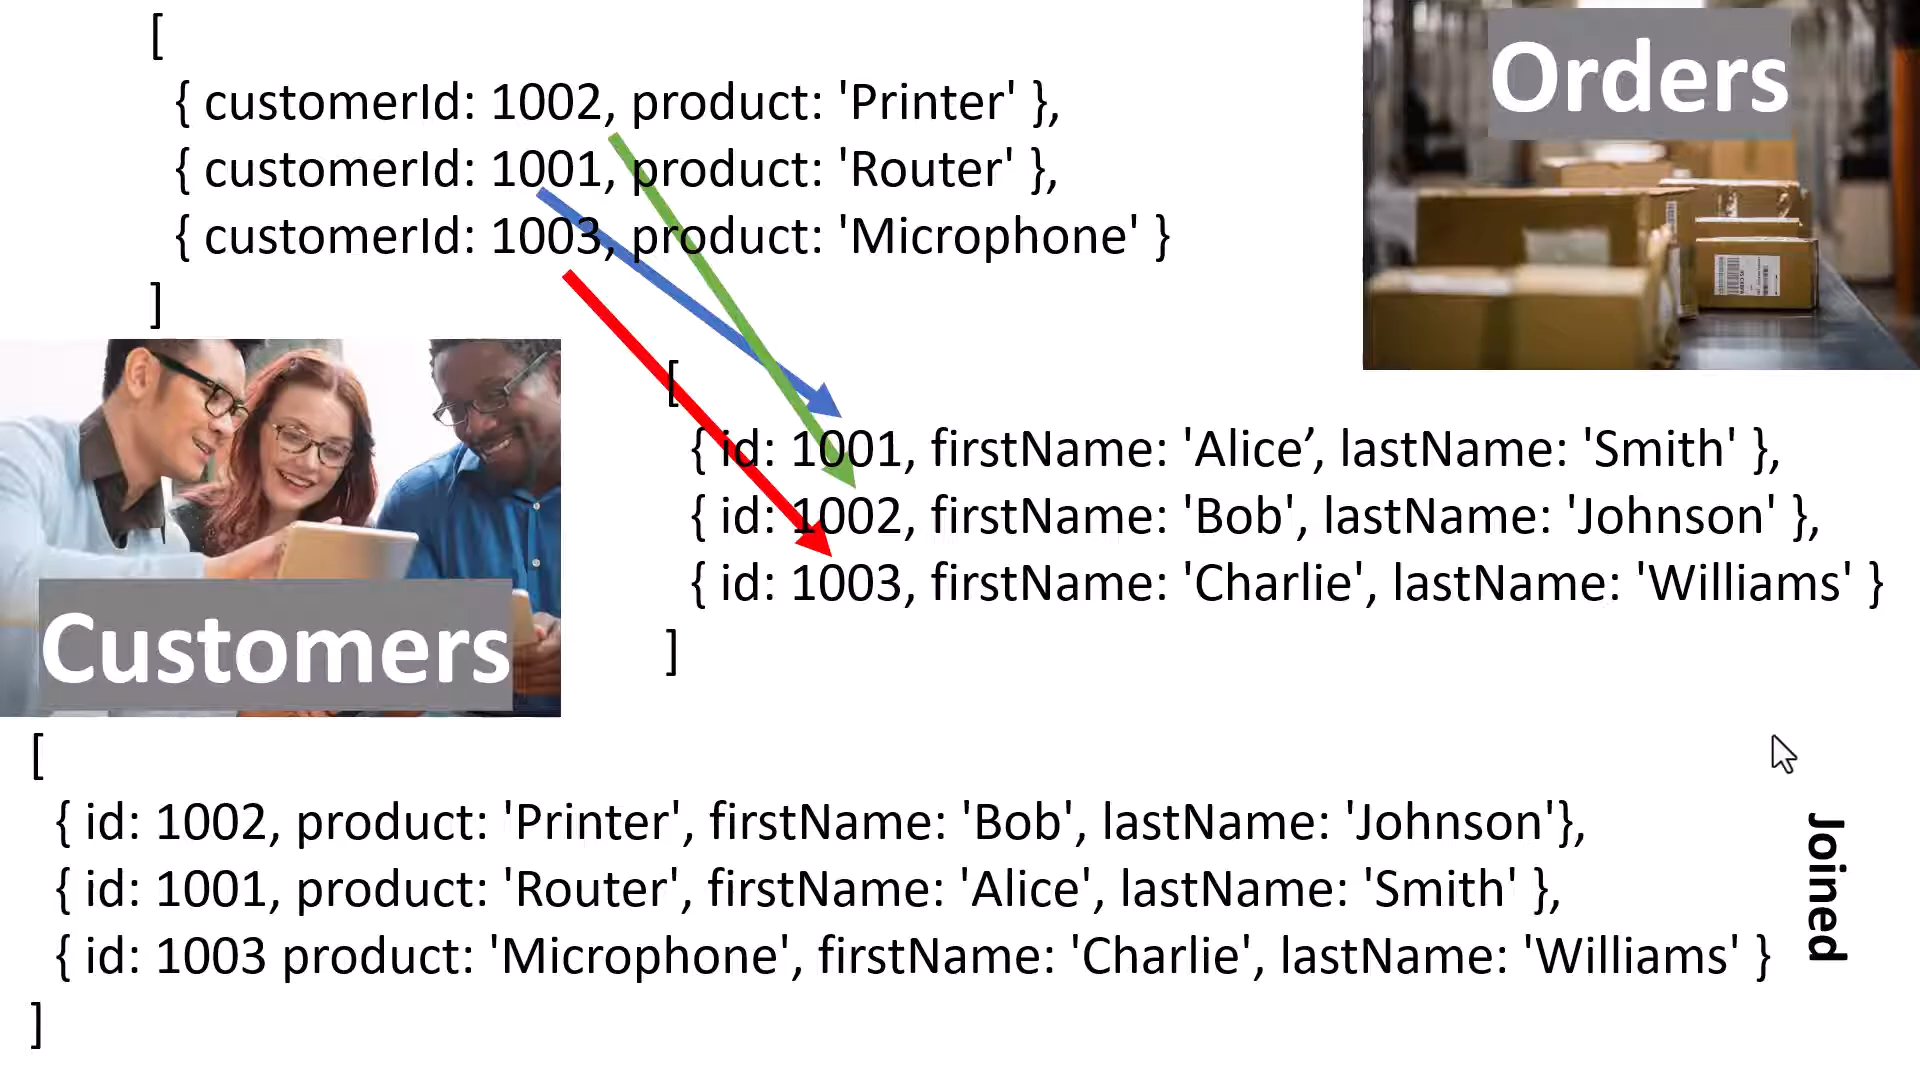 [
{ customerId: 1002, product: 'Printer' },
{ customerId: 1001, product: 'Router' },
{ customerId: 1003, product: 'Microphone' }
]
Orders
Customers
[
{ id: 1001, firstName: 'Alice’, lastName: 'Smith' },
{ id: 1002, firstName: 'Bob', lastName: 'Johnson' },
{ id: 1003, firstName: 'Charlie', lastName: 'Williams' }
]
[
{ id: 1002, product: 'Printer', firstName: 'Bob', lastName: 'Johnson'},
{ id: 1001, product: 'Router', firstName: 'Alice', lastName: 'Smith' },
{ id: 1003 product: 'Microphone', firstName: 'Charlie', lastName: 'Williams' }
]
Joined